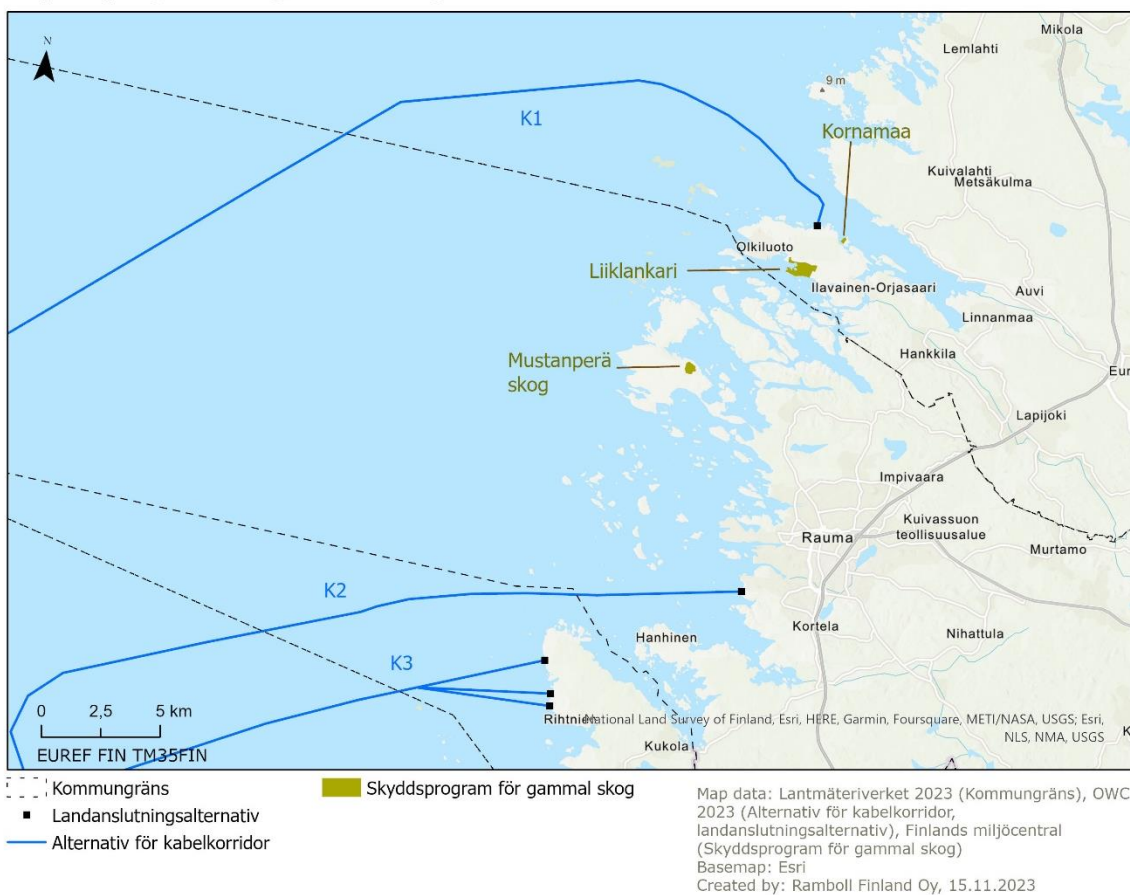 N
Lemlahti
Mikola
9 m
K1
Kornamaa
Kuivalahti
Metsäkulma
Olkiluoto
Liiklankari
Ilavainen-Orjasaari
Auvi
Linnanmaa
Hankkila
Eur
Mustanperä
skog
Lapijoki
Impivaara
Rauma
Kuivassuon
teollisuusalue
Murtamo
K2
Kortela
Nihattula
Hanhinen
K3
0 2,5 5 km
Rihtnie
National Land Survey of Finland, Esri, HERE, Garmin, Foursquare, METI/NASA, USGS; Esri,
NLS, NMA, USGS
K
Kukola
EUREF FIN TM35FIN
Kommungräns
Skyddsprogram för gammal skog
Landanslutningsalternativ
Alternativ för kabelkorridor
Map data: Lantmäteriverket 2023 (Kommungräns), OWC
2023 (Alternativ för kabelkorridor,
landanslutningsalternativ), Finlands miljöcentral
(Skyddsprogram för gammal skog)
Basemap: Esri
Created by: Ramboll Finland Oy, 15.11.2023